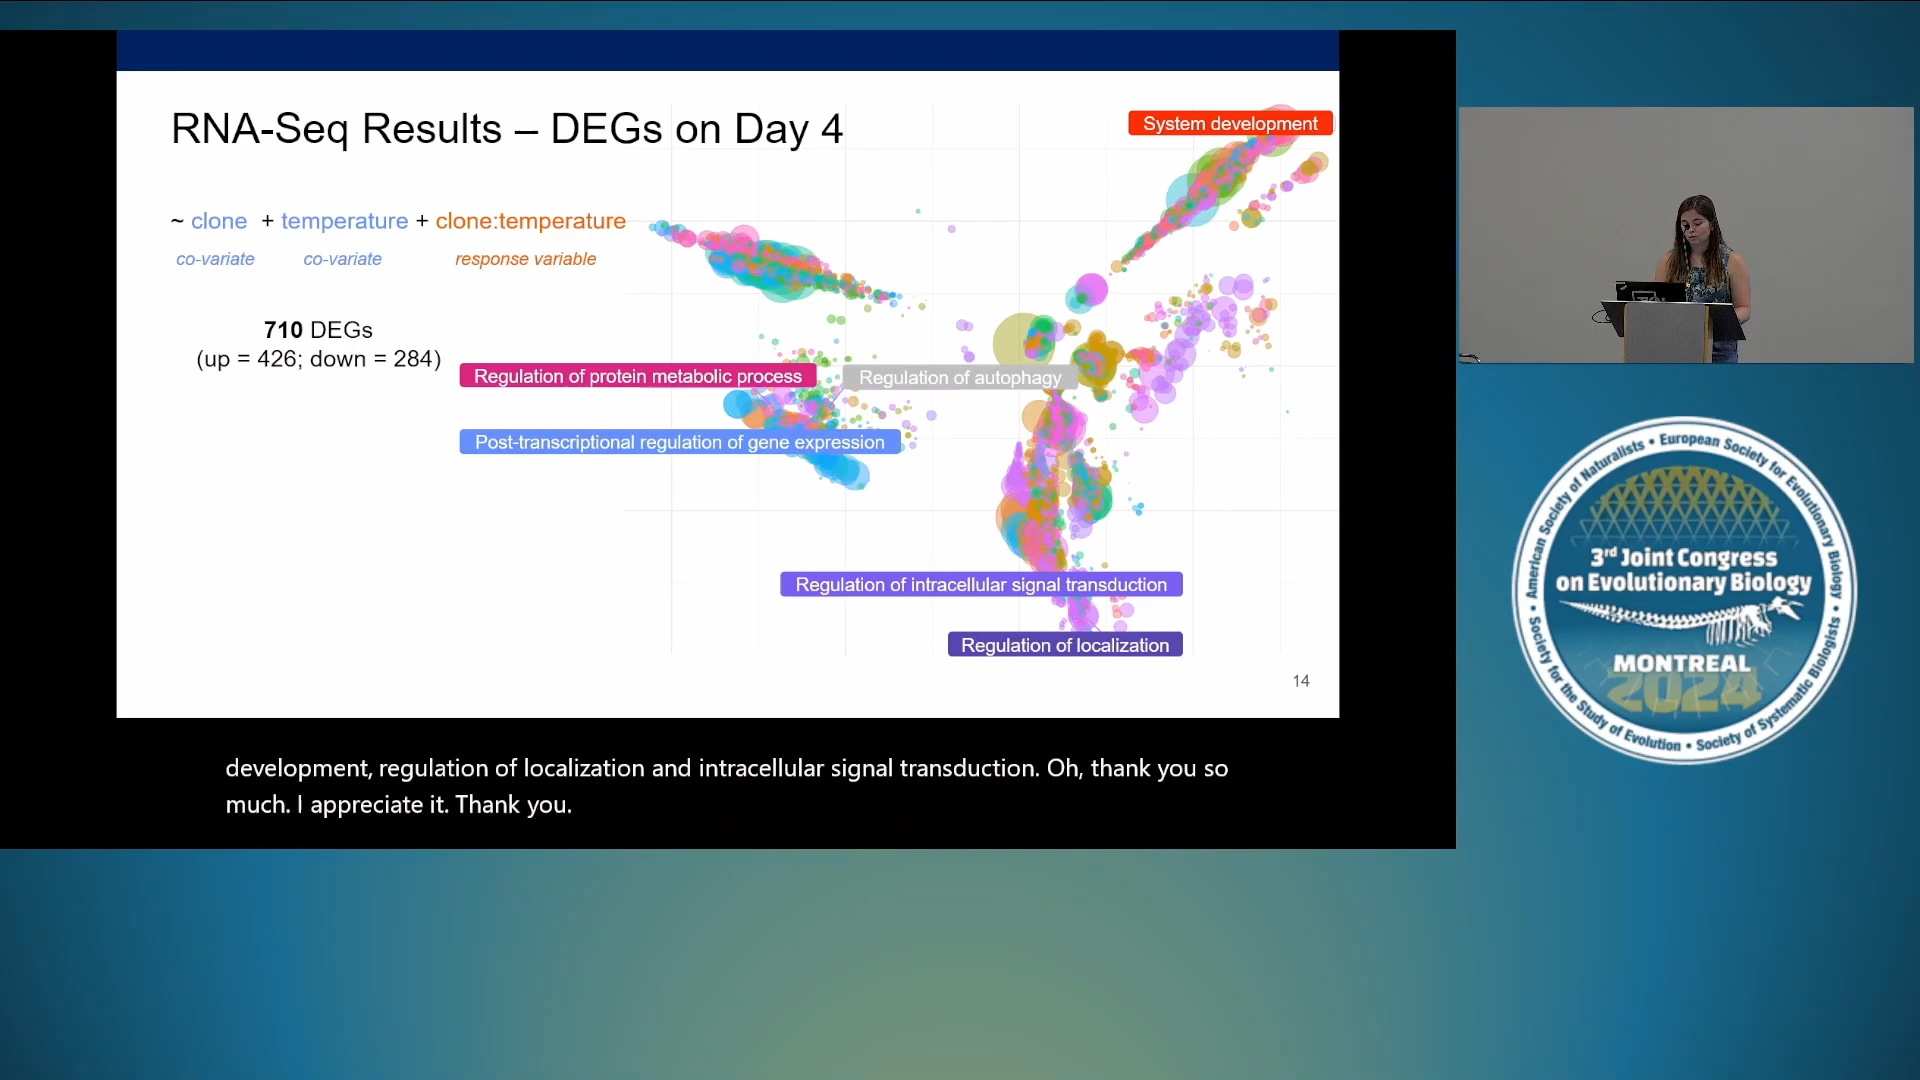 RNA-Seq Results – DEGs on Day 4
~ clone + temperature + clone:temperature
co-variate co-variate response variable
710 DEGs
(up = 426; down = 284)
System development
Regulation of protein metabolic process
Regulation of autophagy
Post-transcriptional regulation of gene expression
Regulation of intracellular signal transduction
Regulation of localization
14
development, regulation of localization and intracellular signal transduction. Oh, thank you so
much. I appreciate it. Thank you.
American Society of Naturalists • European Society for Evolutionary Biology •
Society for the Study of Evolution • Society of Systematic Biologists •
3rd Joint Congress
on Evolutionary Biology
MONTREAL
2024